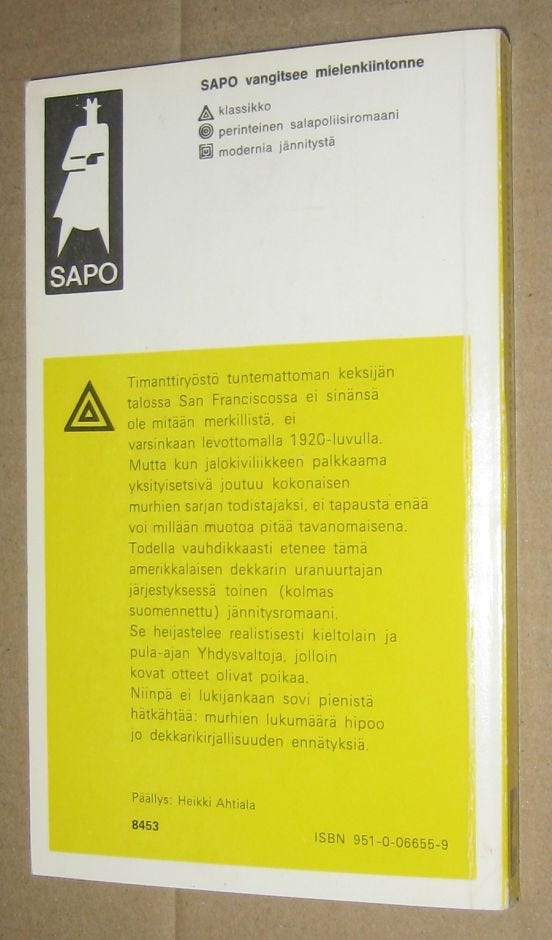 SAPO vangitsee mielenkiintonne
klassikko
perinteinen salapoliisiromaani
modernia jännitystä
SAPO
Timanttiryöstö tuntemattoman keksijän
talossa San Franciscossa ei sinänsä
ole mitään merkillistä, ei
varsinkaan levottomalla 1920-luvulla.
Mutta kun jalokiviliikkeen palkkaama
yksityisetsivä joutuu kokonaisen
murhien sarjan todistajaksi, ei tapausta enää
voi millään muotoa pitää tavanomaisena.
Todella vauhdikkaasti etenee tämä
amerikkalaisen dekkarin uranuurtajan
järjestyksessä toinen (kolmas
suomennettu) jännitysromaani.
Se heijastelee realistisesti kieltolain ja
pula-ajan Yhdysvaltoja, jolloin
kovat otteet olivat poikaa.
Niinpä ei lukijankaan sovi pienistä
hätkähtää: murhien lukumäärä hipoo
jo dekkarikirjallisuuden ennätyksiä.
Päällys: Heikki Ahtiala
8453
ISBN 951-0-06655-9